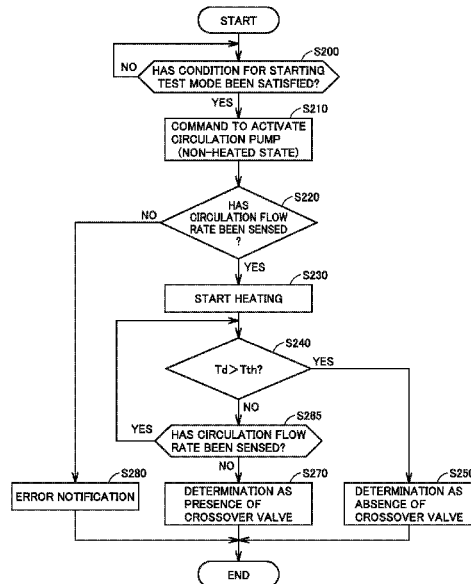 START
S200
NO
HAS CONDITION FOR STARTING
TEST MODE BEEN SATISFIED?
YES
S210
COMMAND TO ACTIVATE
CIRCULATION PUMP
(NON-HEATED STATE)
S220
NO
HAS
CIRCULATION FLOW
RATE BEEN SENSED
?
YES
S230
START HEATING
S240
Td>Tth?
YES
NO
S265
YES
HAS CIRCULATION FLOW
RATE BEEN SENSED?
NO
S280
S270
S250
ERROR NOTIFICATION
DETERMINATION AS
PRESENCE OF
CROSSOVER VALVE
DETERMINATION AS
ABSENCE OF
CROSSOVER VALVE
END